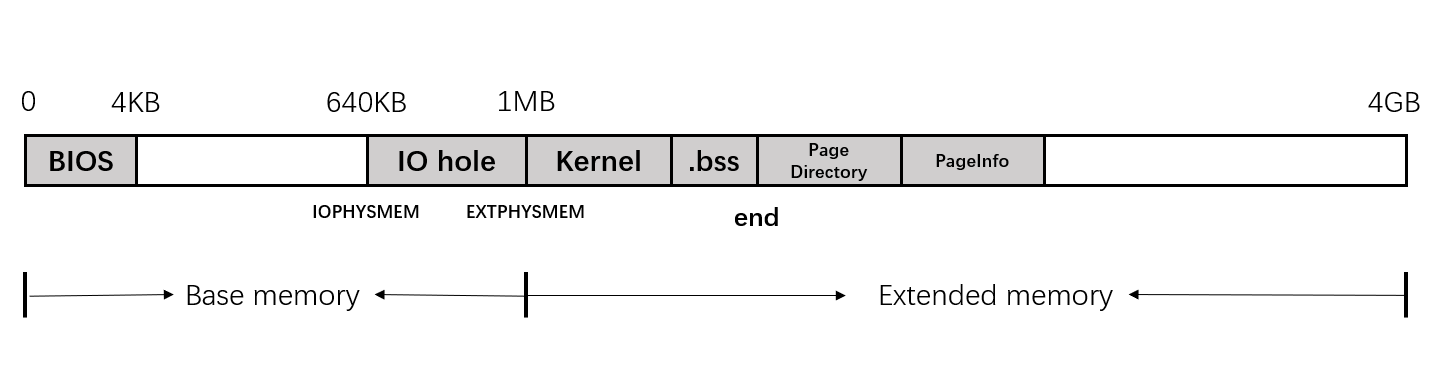 0 4KB 640KB 1MB 4GB
BIOS IO hole Kernel .bss Page Directory PageInfo
IOPHYSMEM EXTPHYSMEM end
Base memory Extended memory